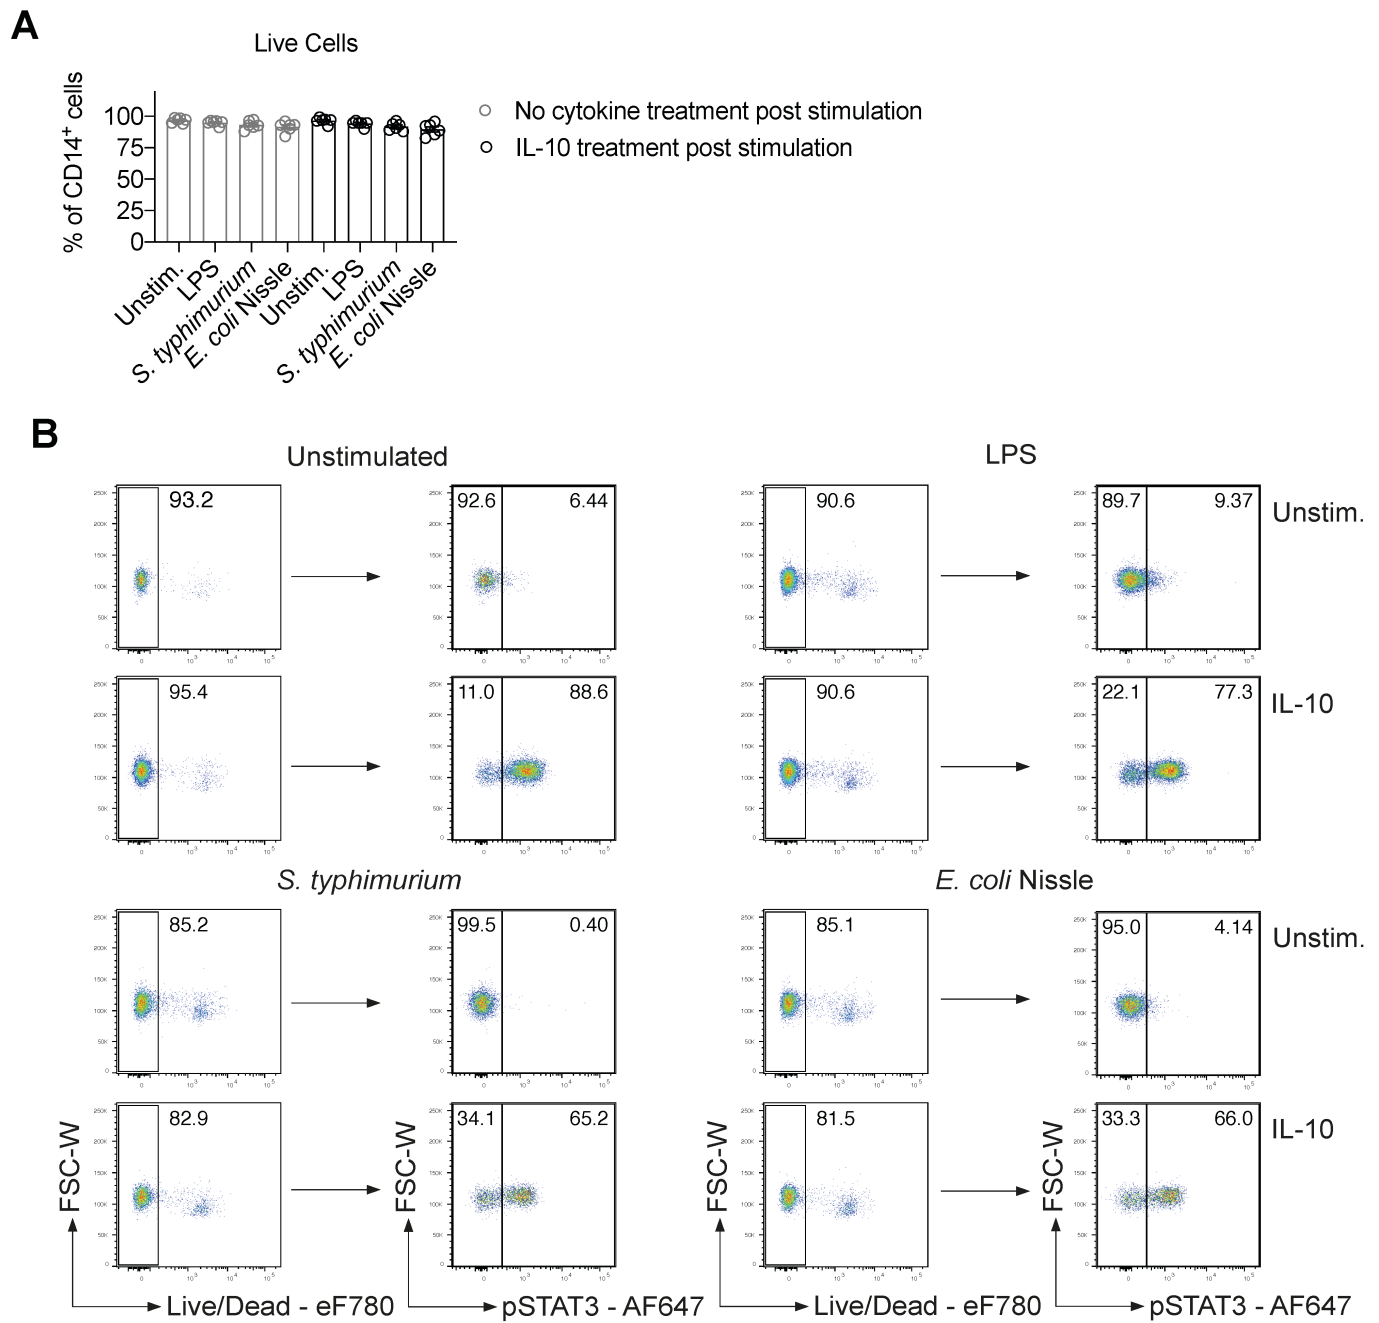 A
Live Cells
% of CD14+ cells
100
75
50
25
0
Unstim.
LPS
S. typhimurium
E. coli Nissle
Unstim.
LPS
S. typhimurium
E. coli Nissle
No cytokine treatment post stimulation
IL-10 treatment post stimulation
B
Unstimulated
LPS
93.2
92.6 6.44
90.6
89.7 9.37
Unstim.
95.4
11.0 88.6
90.6
22.1 77.3
IL-10
S. typhimurium
E. coli Nissle
85.2
99.5 0.40
85.1
95.0 4.14
Unstim.
82.9
34.1 65.2
81.5
33.3 66.0
IL-10
FSC-W
FSC-W
FSC-W
FSC-W
Live/Dead - eF780
pSTAT3 - AF647
Live/Dead - eF780
pSTAT3 - AF647